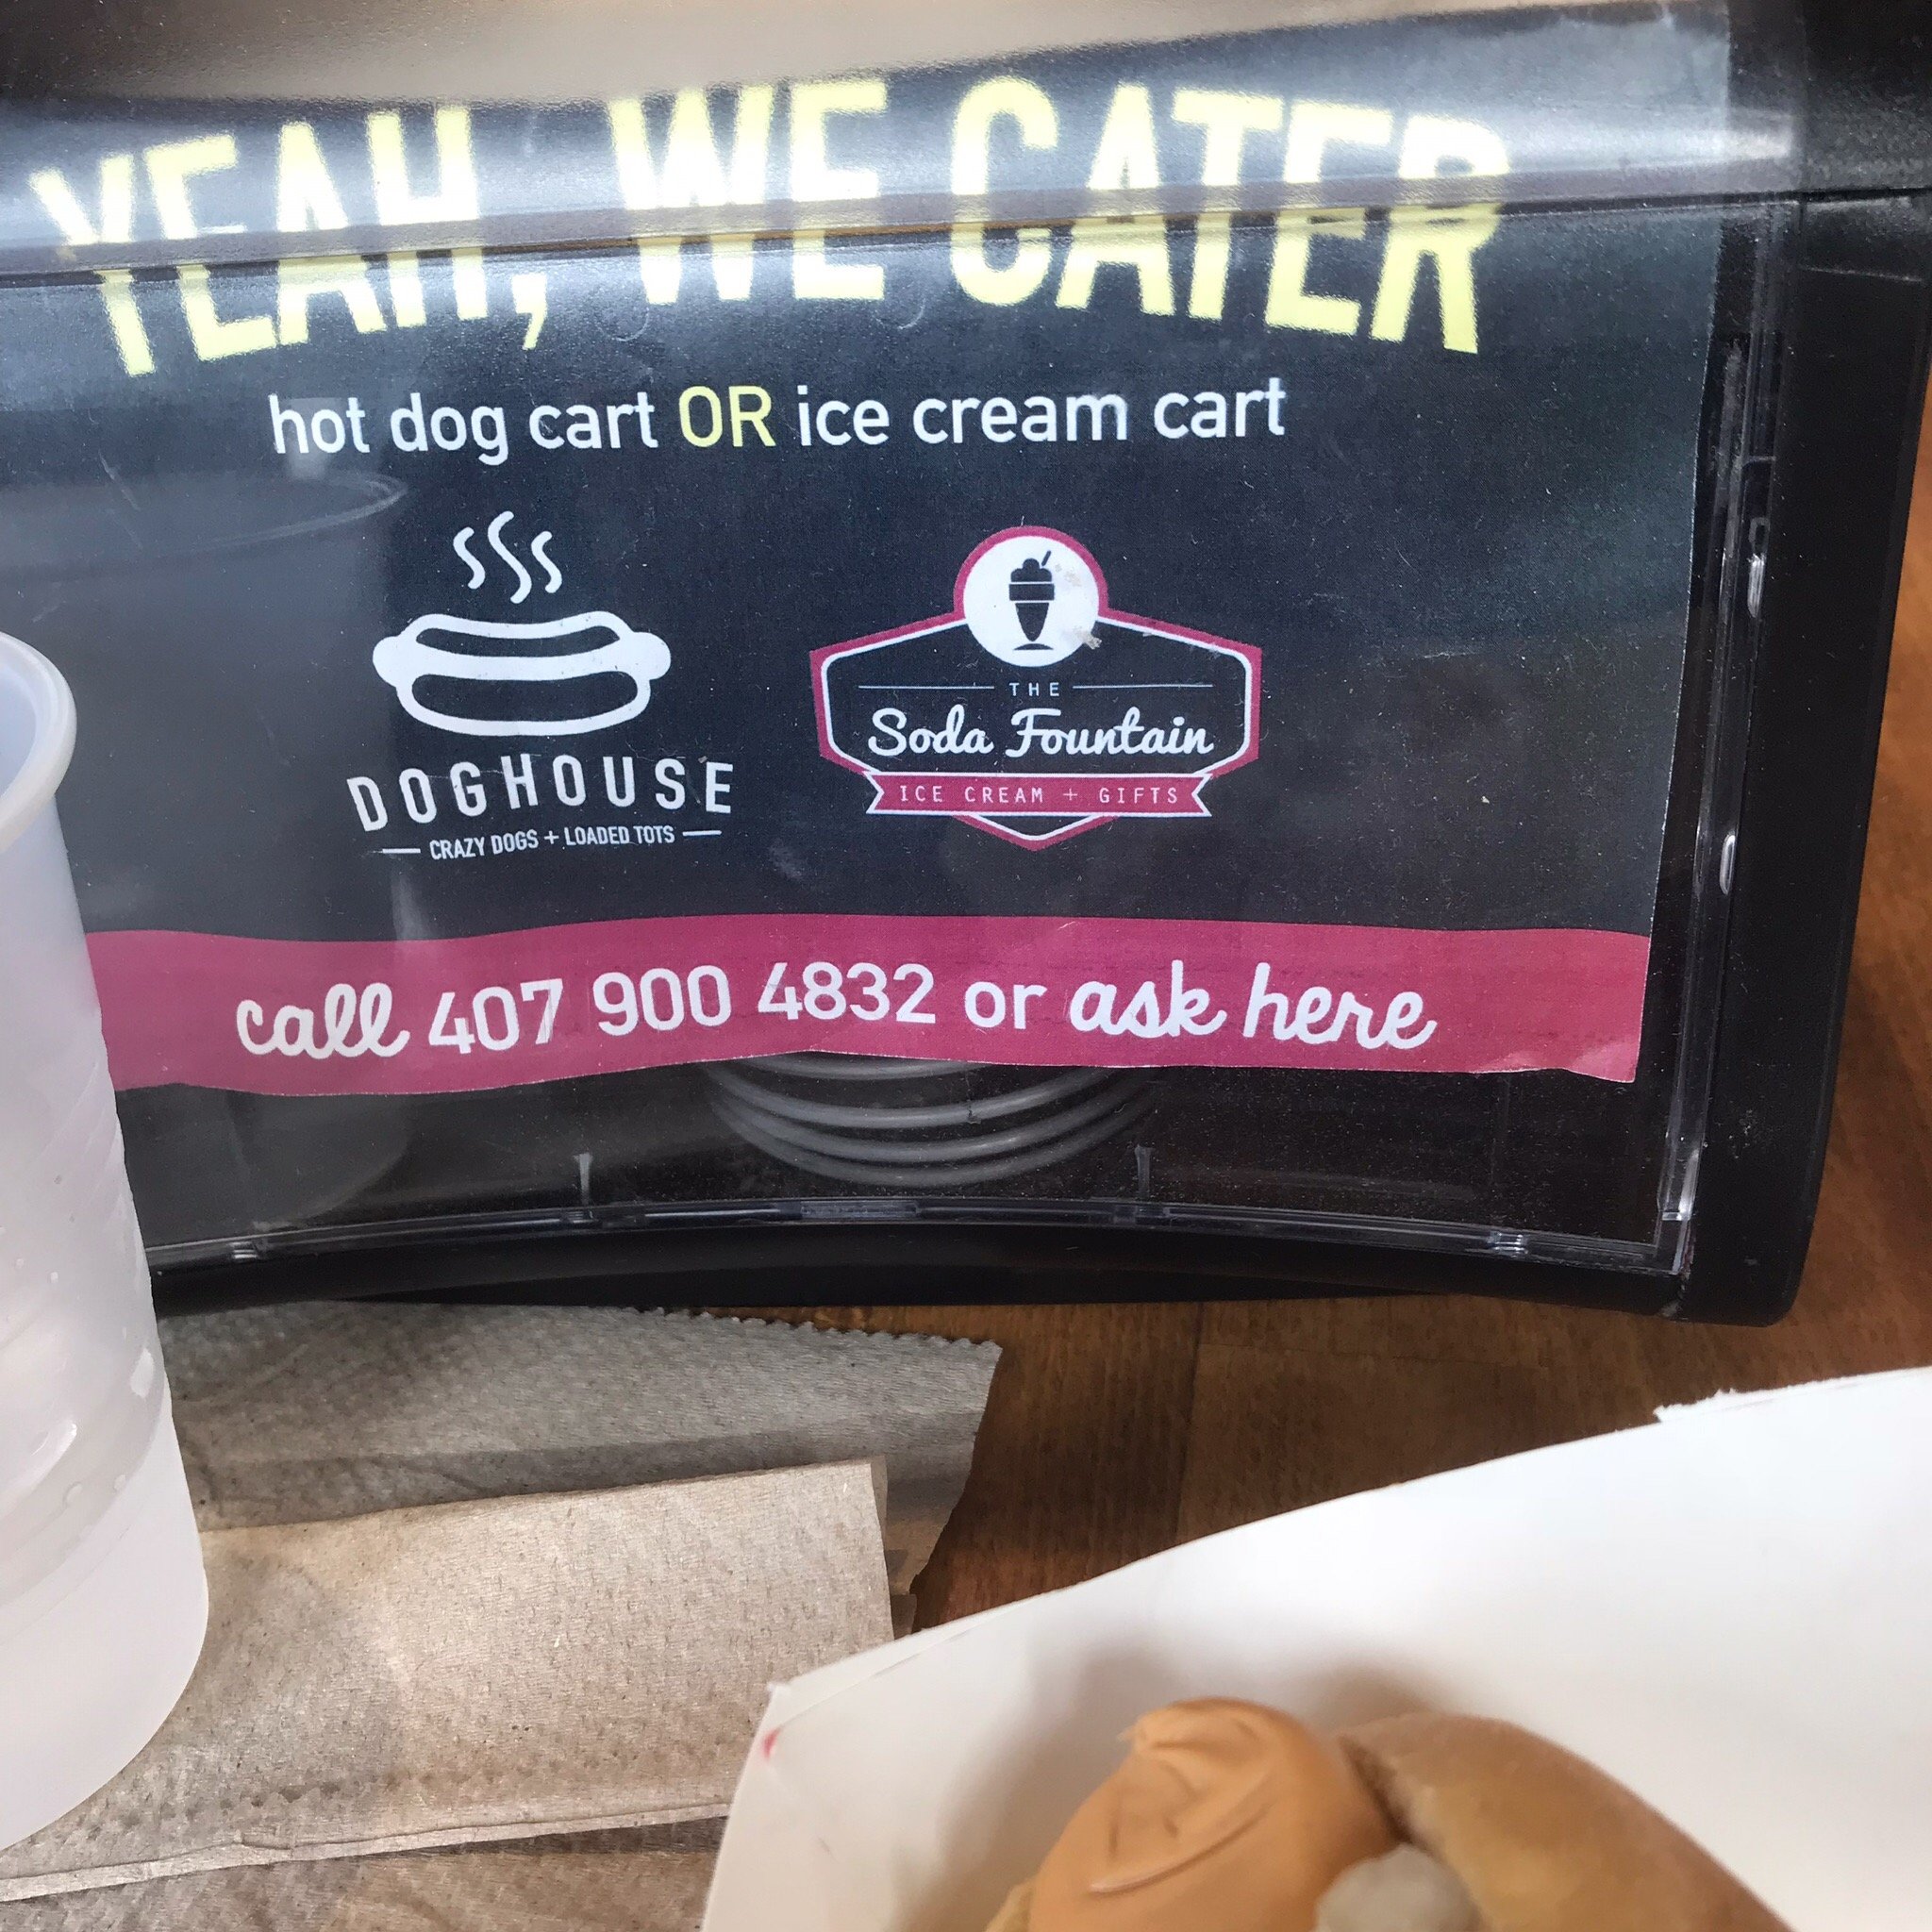 YEAH, WE CATER
hot dog cart OR ice cream cart
DOGHOUSE
CRAZY DOGS + LOADED TOTS
THE
Soda Fountain
ICE CREAM + GIFTS
call 407 900 4832 or ask here